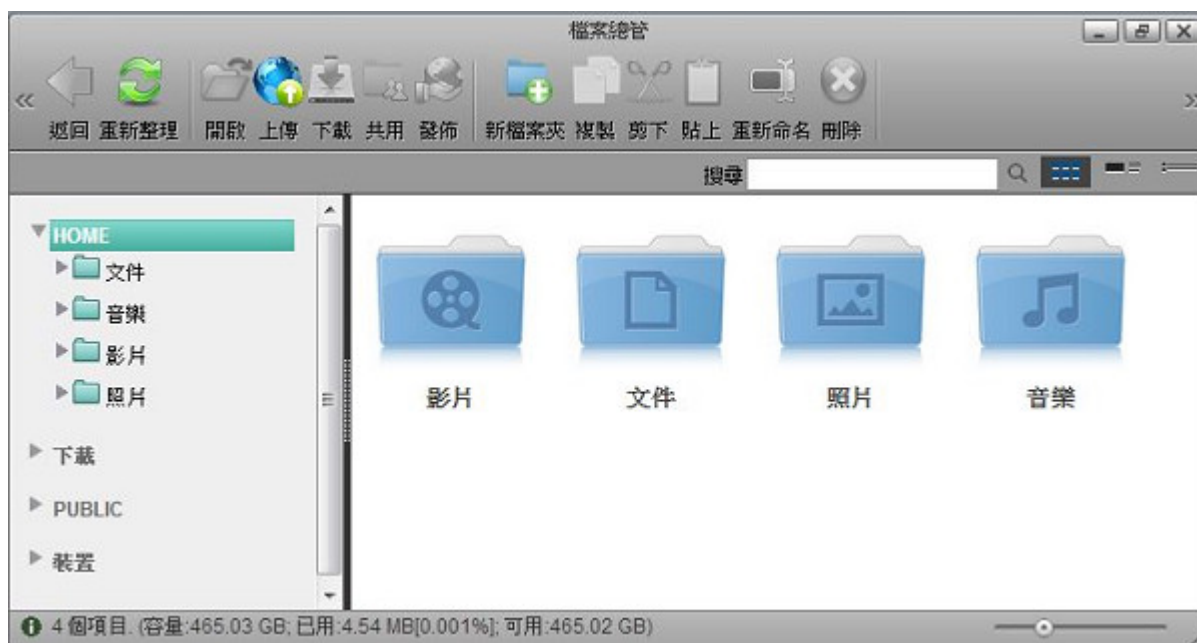 檔案總管
返回 重新整理 開啟 上傳 下載 共用 發佈 新檔案夾 複製 剪下 貼上 重新命名 刪除
搜尋
HOME
文件
音樂
影片
照片
下載
PUBLIC
裝置
影片 文件 照片 音樂
4 個項目. (容量:465.03 GB; 已用:4.54 MB[0.001%]; 可用:465.02 GB)